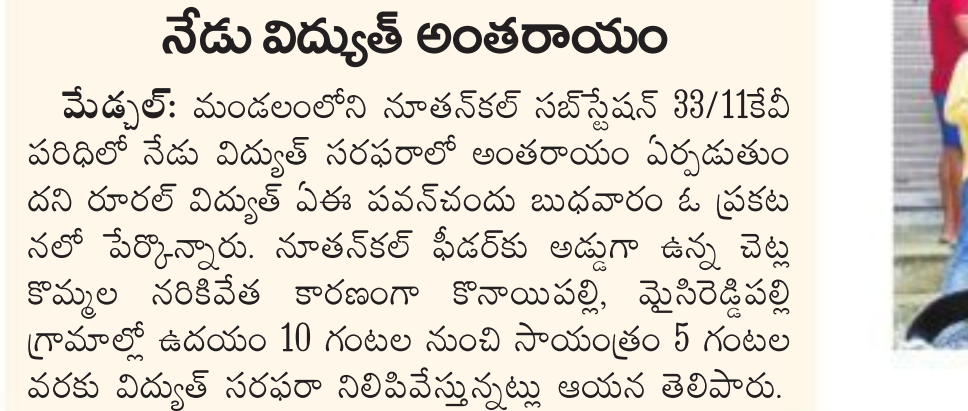 నేడు విద్యుత్ అంతరాయం
మేడ్చల్: మండలంలోని నూతన్‌కల్ సబ్‌స్టేషన్ 33/11కేవీ
పరిధిలో నేడు విద్యుత్ సరఫరాలో అంతరాయం ఏర్పడుతుం
దని రూరల్ విద్యుత్ ఏఈ పవన్‌చందు బుధవారం ఓ ప్రకట
నలో పేర్కొన్నారు. నూతన్‌కల్ ఫీడర్‌కు అడ్డుగా ఉన్న చెట్ల
కొమ్మల నరికివేత కారణంగా కొనాయిపల్లి, మైసిరెడ్డిపల్లి
గ్రామాల్లో ఉదయం 10 గంటల నుంచి సాయంత్రం 5 గంటల
వరకు విద్యుత్ సరఫరా నిలిపివేస్తున్నట్లు ఆయన తెలిపారు.